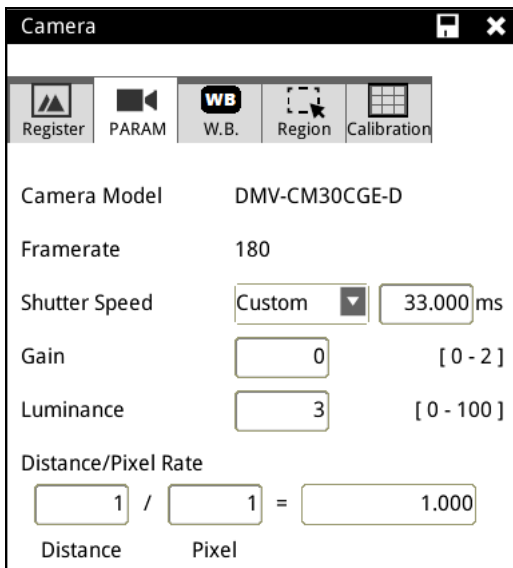 Camera
WB
Register PARAM W.B. Region Calibration
Camera Model DMV-CM30CGE-D
Framerate 180
Shutter Speed Custom 33.000 ms
Gain 0 [ 0 - 2 ]
Luminance 3 [ 0 - 100 ]
Distance/Pixel Rate
1 / 1 = 1.000
Distance Pixel